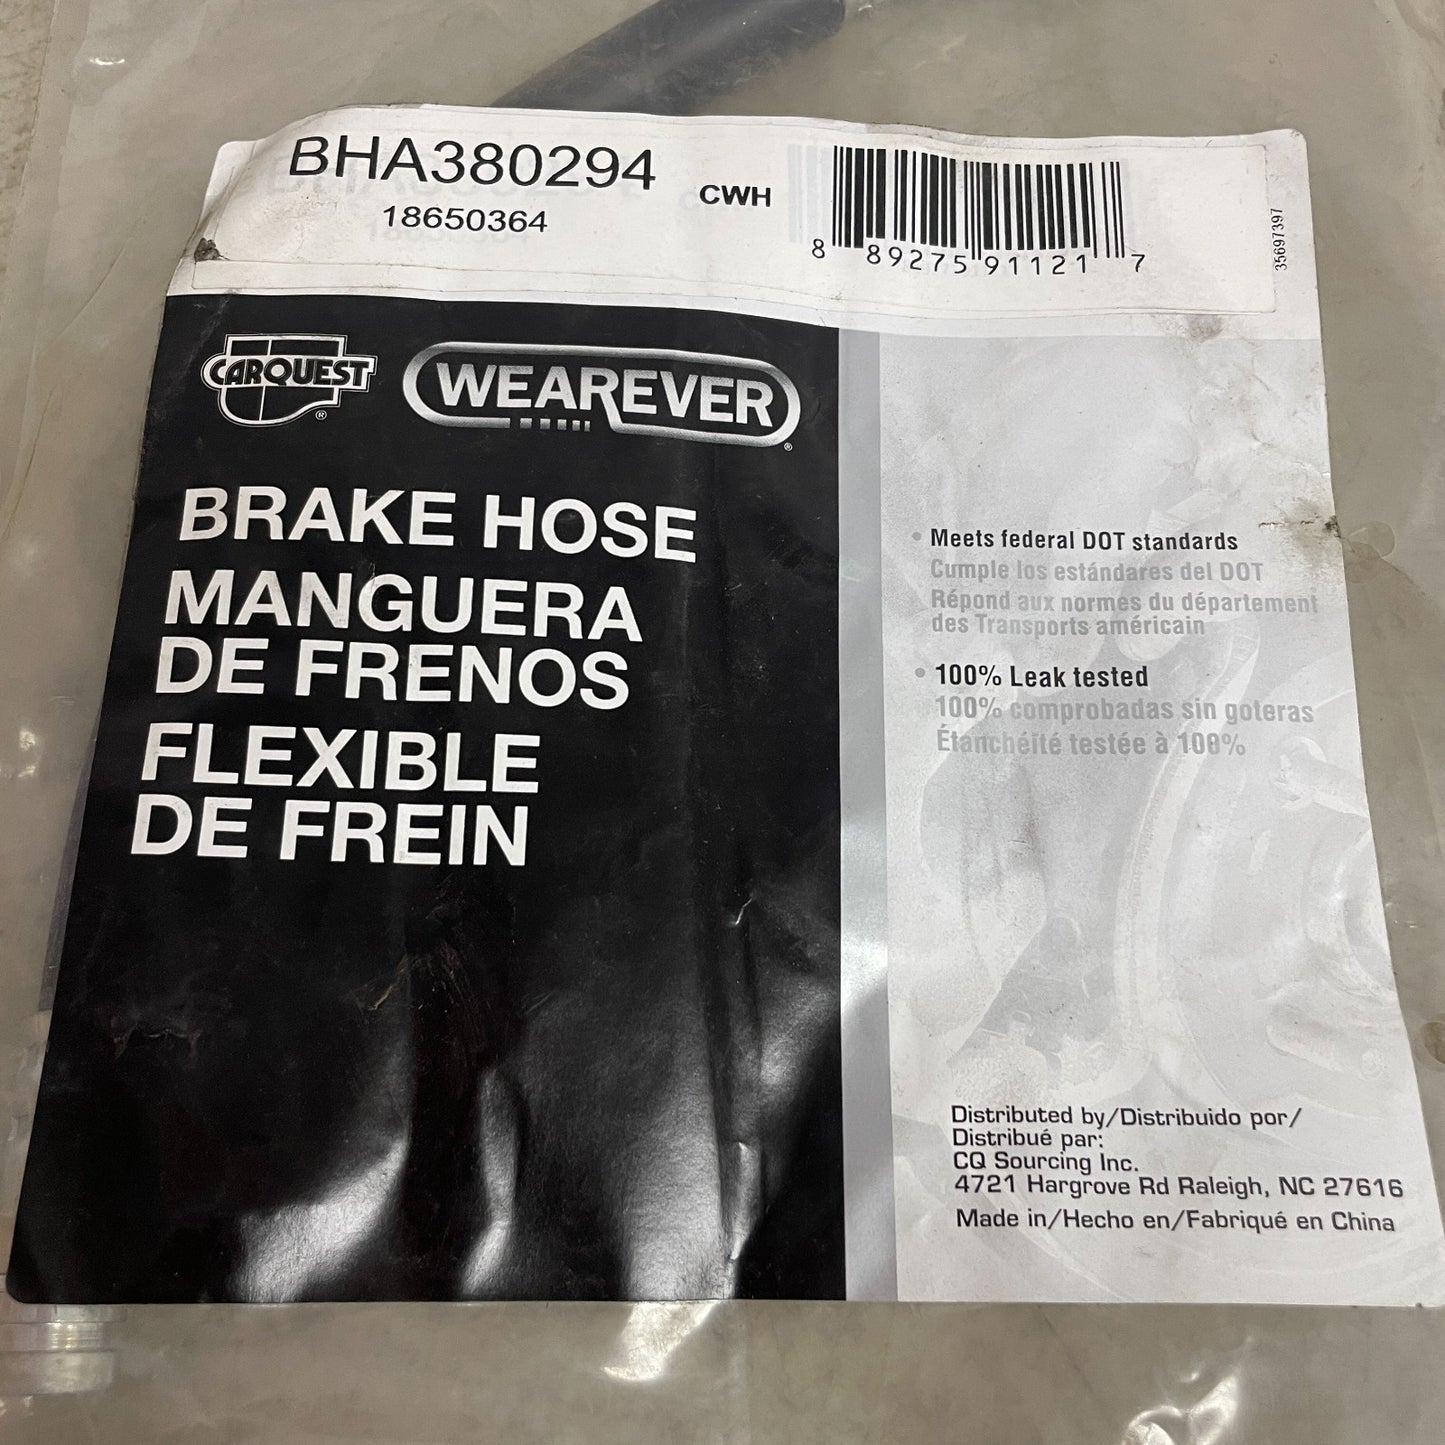 BHA380294
18650364
CWH
8 89275 91121 7
35697397
CARQUEST®
WEAREVER®
BRAKE HOSE
MANGUERA
DE FRENOS
FLEXIBLE
DE FREIN
• Meets federal DOT standards
Cumple los estándares del DOT
Répond aux normes du département
des Transports américain
• 100% Leak tested
100% comprobadas sin goteras
Étanchéité testée à 100%
Distributed by/Distribuido por/
Distribué par:
CQ Sourcing Inc.
4721 Hargrove Rd Raleigh, NC 27616
Made in/Hecho en/Fabriqué en China